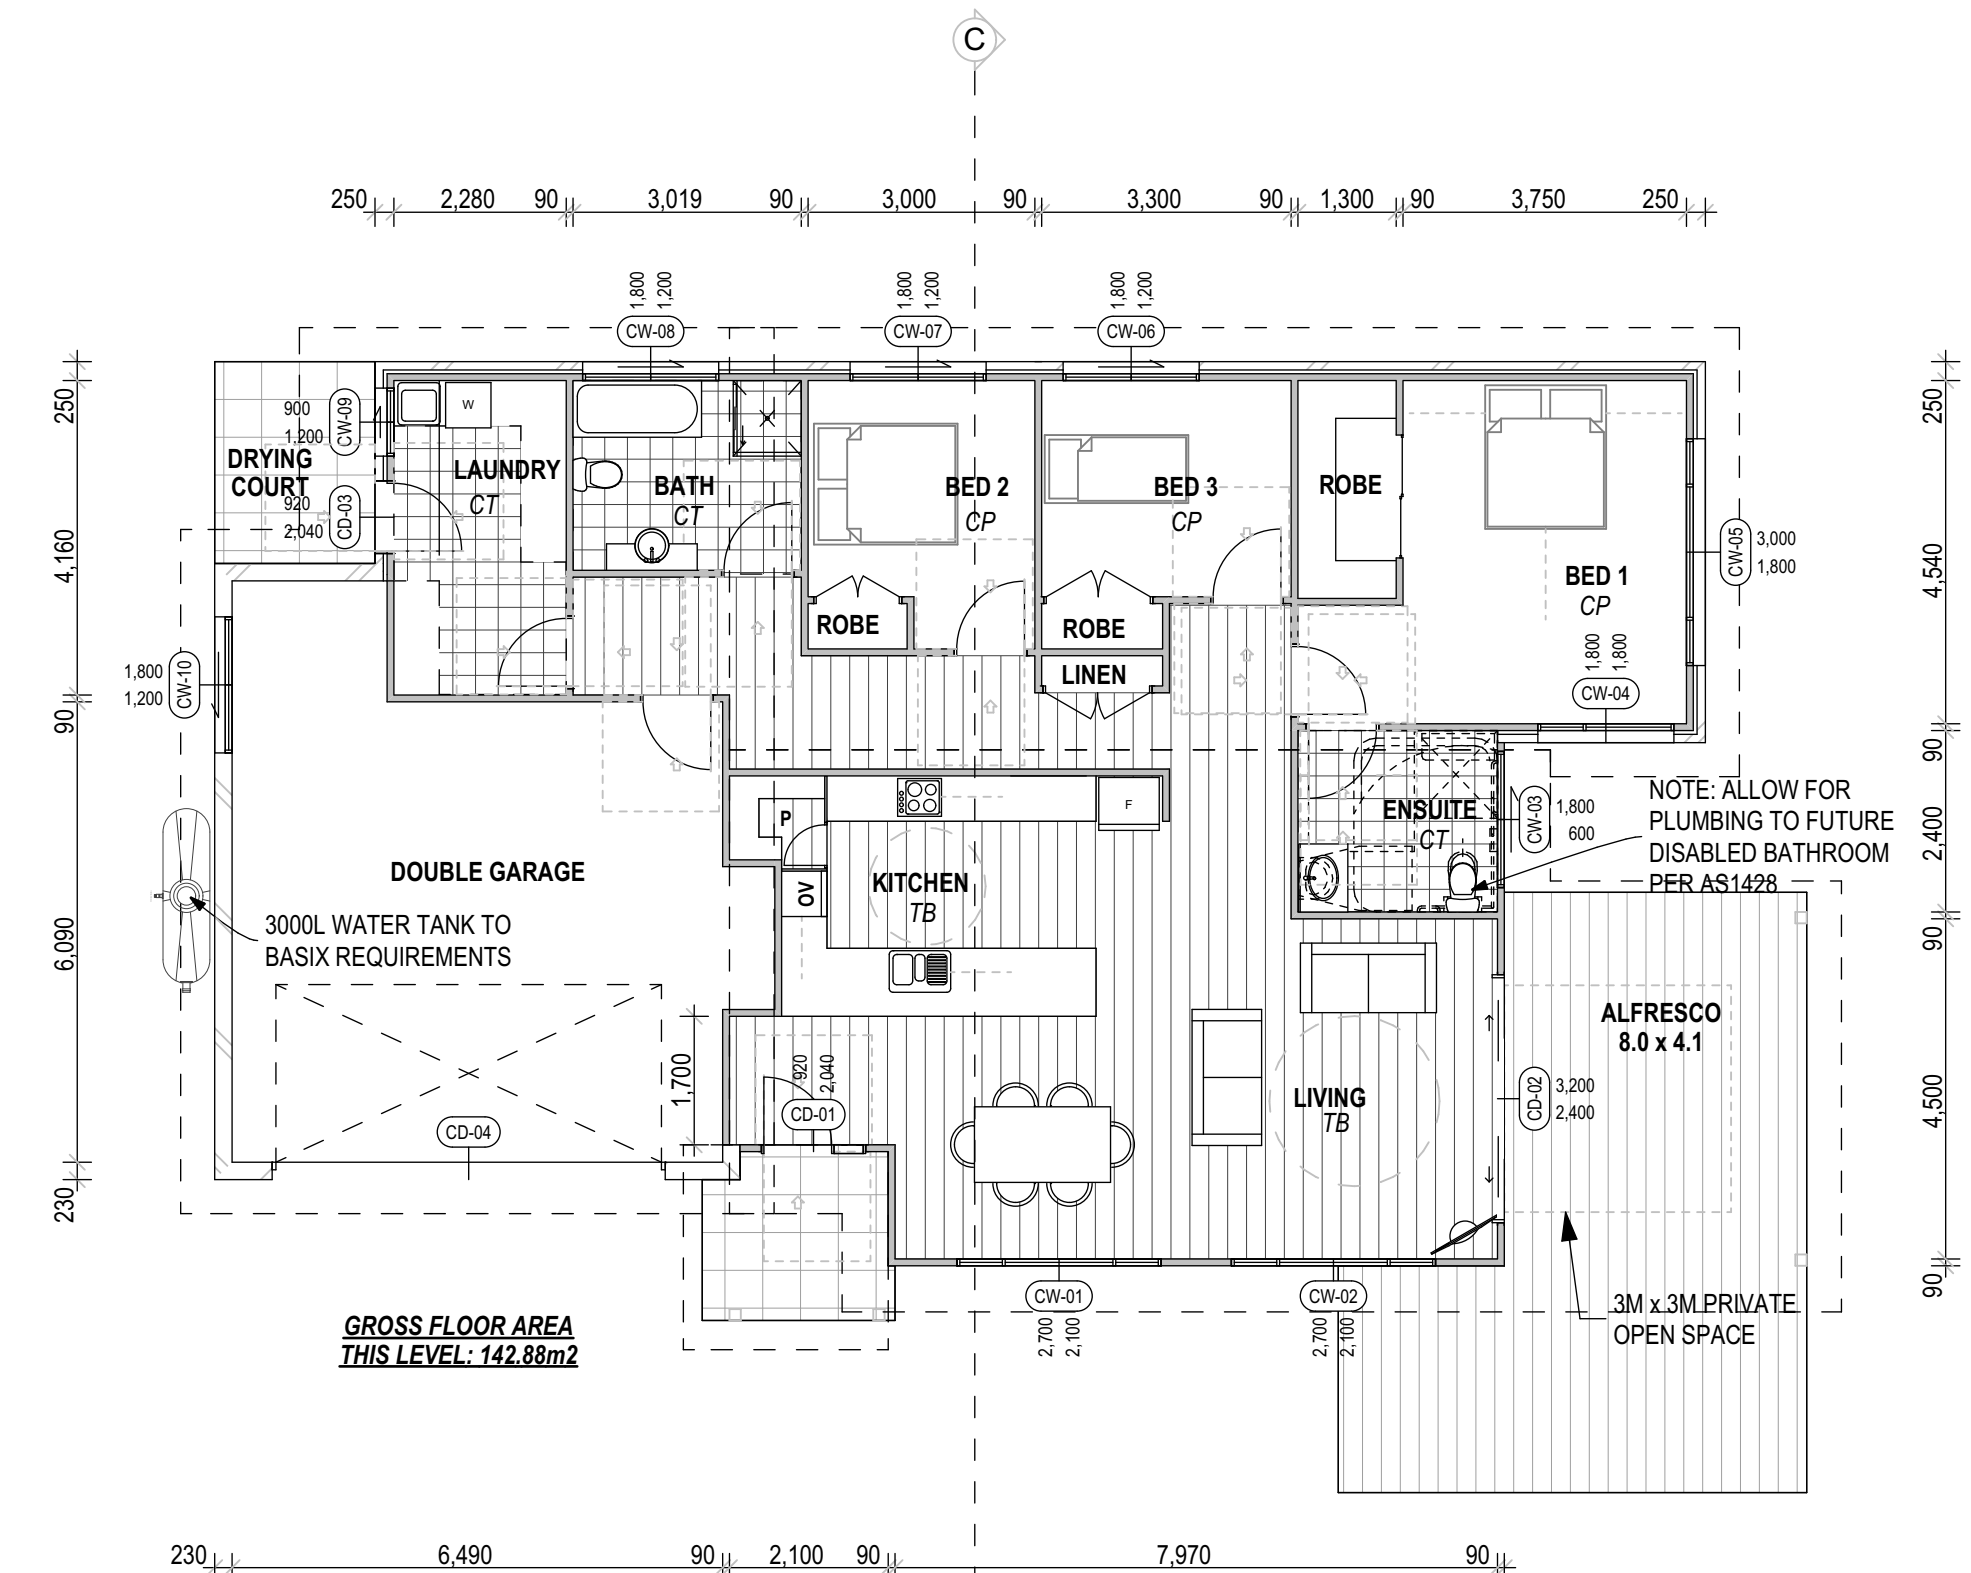 C
250 2,280 90 3,019 90 3,000 90 3,300 90 1,300 90 3,750 250
1,800
1,200
CW-08
1,800
1,200
CW-07
1,800
1,200
CW-06
250
4,160
90
6,090
230
250
4,540
90
2,400
90
4,500
90
900
1,200
CW-09
DRYING
COURT
920
2,040
CD-03
W
LAUNDRY
CT
BATH
CT
BED 2
CP
BED 3
CP
ROBE
BED 1
CP
CW-05
3,000
1,800
ROBE
ROBE
LINEN
1,800
1,800
CW-04
1,800
1,200
CW-10
P
F
OV
KITCHEN
TB
ENSUITE
CT
CW-03
1,800
600
NOTE: ALLOW FOR
PLUMBING TO FUTURE
DISABLED BATHROOM
PER AS1428
DOUBLE GARAGE
3000L WATER TANK TO
BASIX REQUIREMENTS
ALFRESCO
8.0 x 4.1
1,700
920
2,040
CD-01
CD-04
LIVING
TB
CD-02
3,200
2,400
CW-01
2,700
2,100
CW-02
2,700
2,100
3M x 3M PRIVATE
OPEN SPACE
GROSS FLOOR AREA
THIS LEVEL: 142.88m2
230 6,490 90 2,100 90 7,970 90